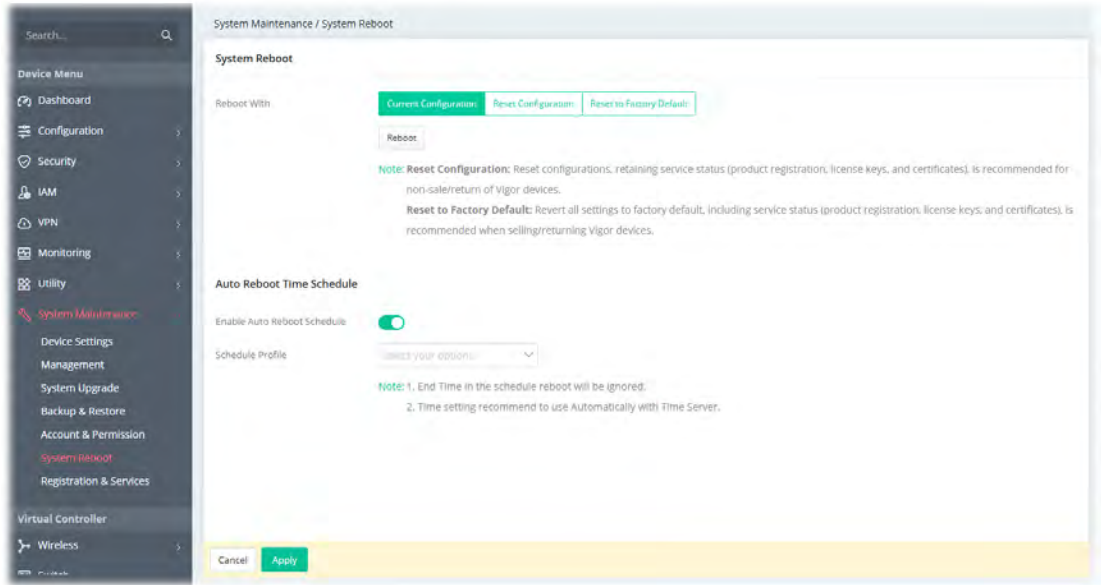 Search...
Device Menu
Dashboard
Configuration
Security
IAM
VPN
Monitoring
Utility
System Maintenance
Device Settings
Management
System Upgrade
Backup & Restore
Account & Permission
System Reboot
Registration & Services
Virtual Controller
Wireless
Switch
System Maintenance / System Reboot
System Reboot
Reboot With
Current Configuration
Reset Configuration
Reset to Factory Default
Reboot
Note: Reset Configuration: Reset configurations, retaining service status (product registration, license keys, and certificates), is recommended for
non-sale/return of Vigor devices.
Reset to Factory Default: Revert all settings to factory default, including service status (product registration, license keys, and certificates), is
recommended when selling/returning Vigor devices.
Auto Reboot Time Schedule
Enable Auto Reboot Schedule
Schedule Profile
Select your options
Note: 1. End Time in the schedule reboot will be ignored.
2. Time setting recommend to use Automatically with Time Server.
Cancel
Apply